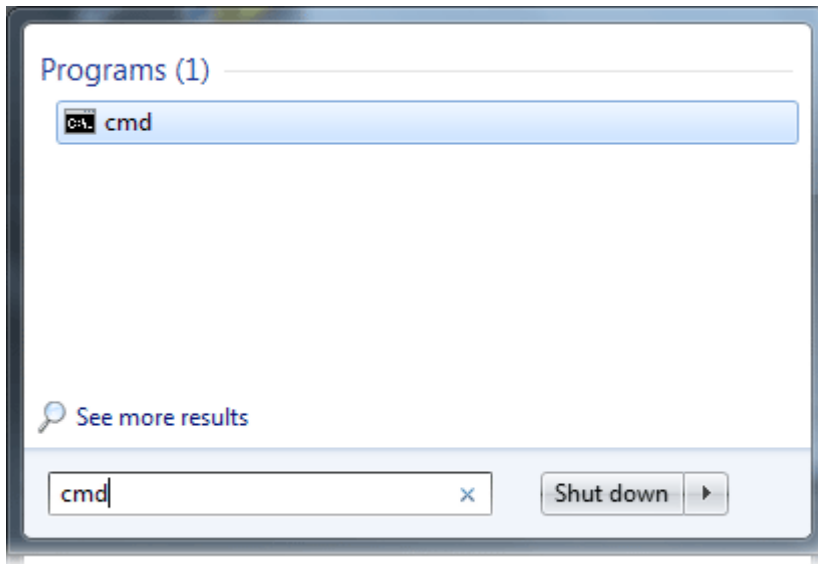 Programs (1)
C:\. cmd
See more results
cmd
Shut down